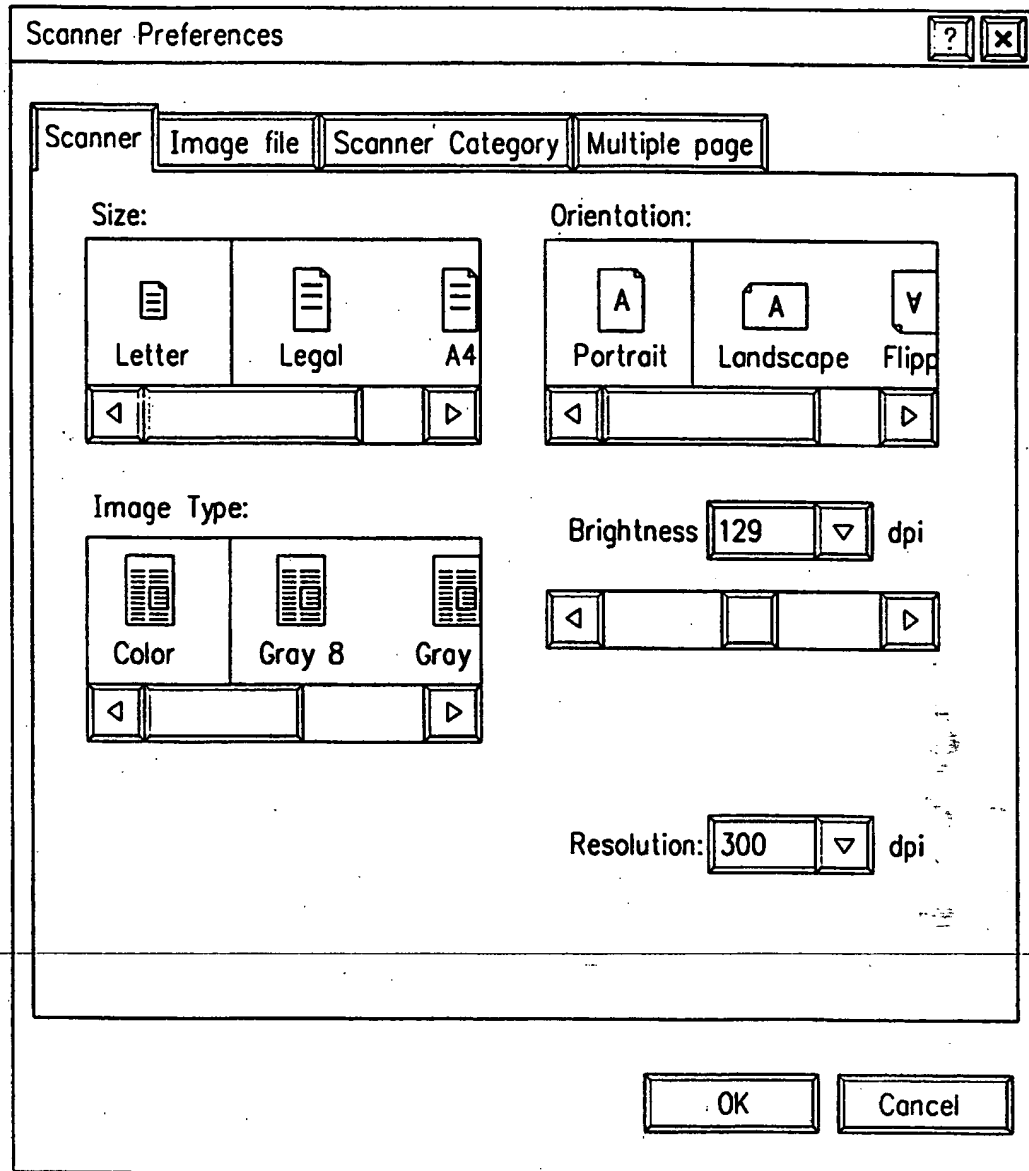 Scanner Preferences
? ×
Scanner Image file Scanner Category Multiple page
Size:
Letter Legal A4
Orientation:
A A A
Portrait Landscape Flipp
Image Type:
Color Gray 8 Gray
Brightness 129 dpi
Resolution: 300 dpi
OK Cancel